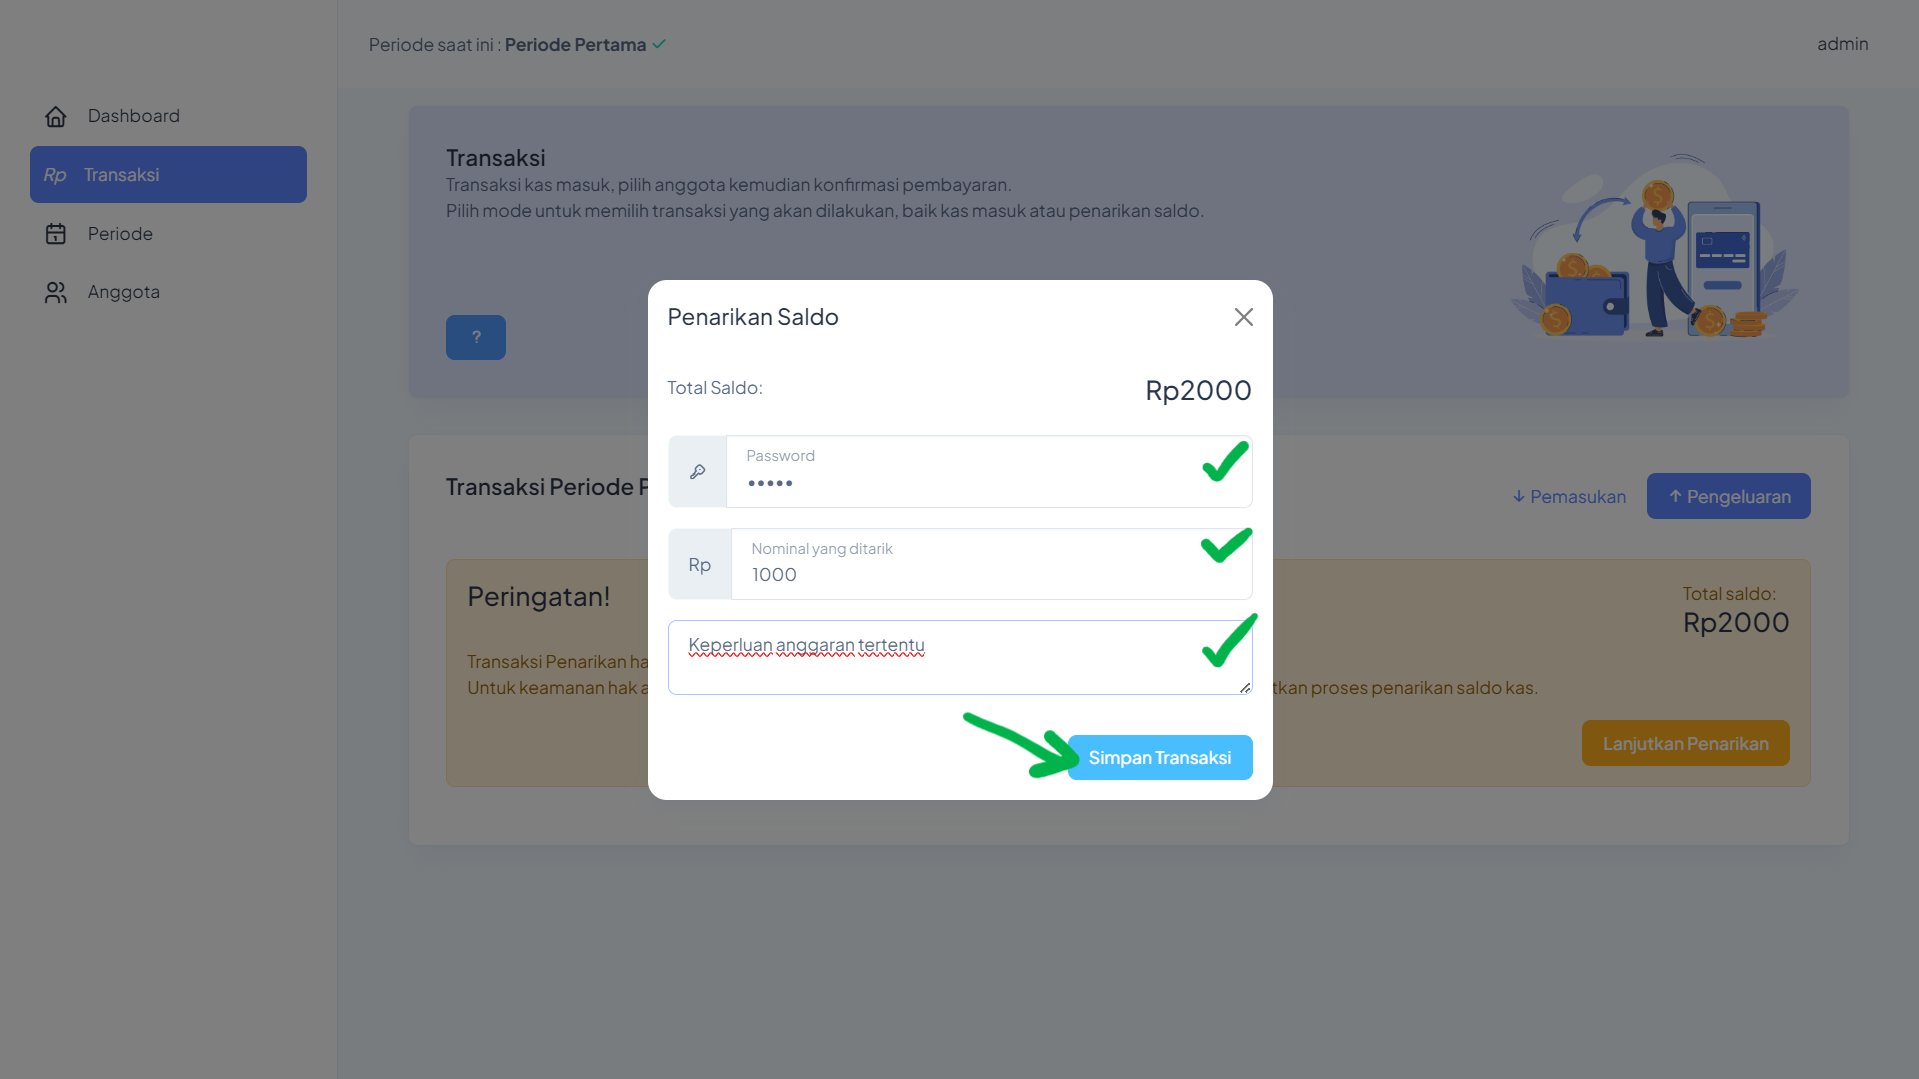 Periode saat ini : Periode Pertama
admin
Dashboard
Rp Transaksi
Periode
Anggota
Transaksi
Transaksi kas masuk, pilih anggota kemudian konfirmasi pembayaran.
Pilih mode untuk memilih transaksi yang akan dilakukan, baik kas masuk atau penarikan saldo.
?
Penarikan Saldo
Total Saldo:
Rp2000
Password
•••••
Rp
Nominal yang ditarik
1000
Keperluan anggaran tertentu
Simpan Transaksi
Transaksi Periode P
↓ Pemasukan
↑ Pengeluaran
Peringatan!
Total saldo:
Rp2000
Transaksi Penarikan ha
Untuk keamanan hak a
tkan proses penarikan saldo kas.
Lanjutkan Penarikan